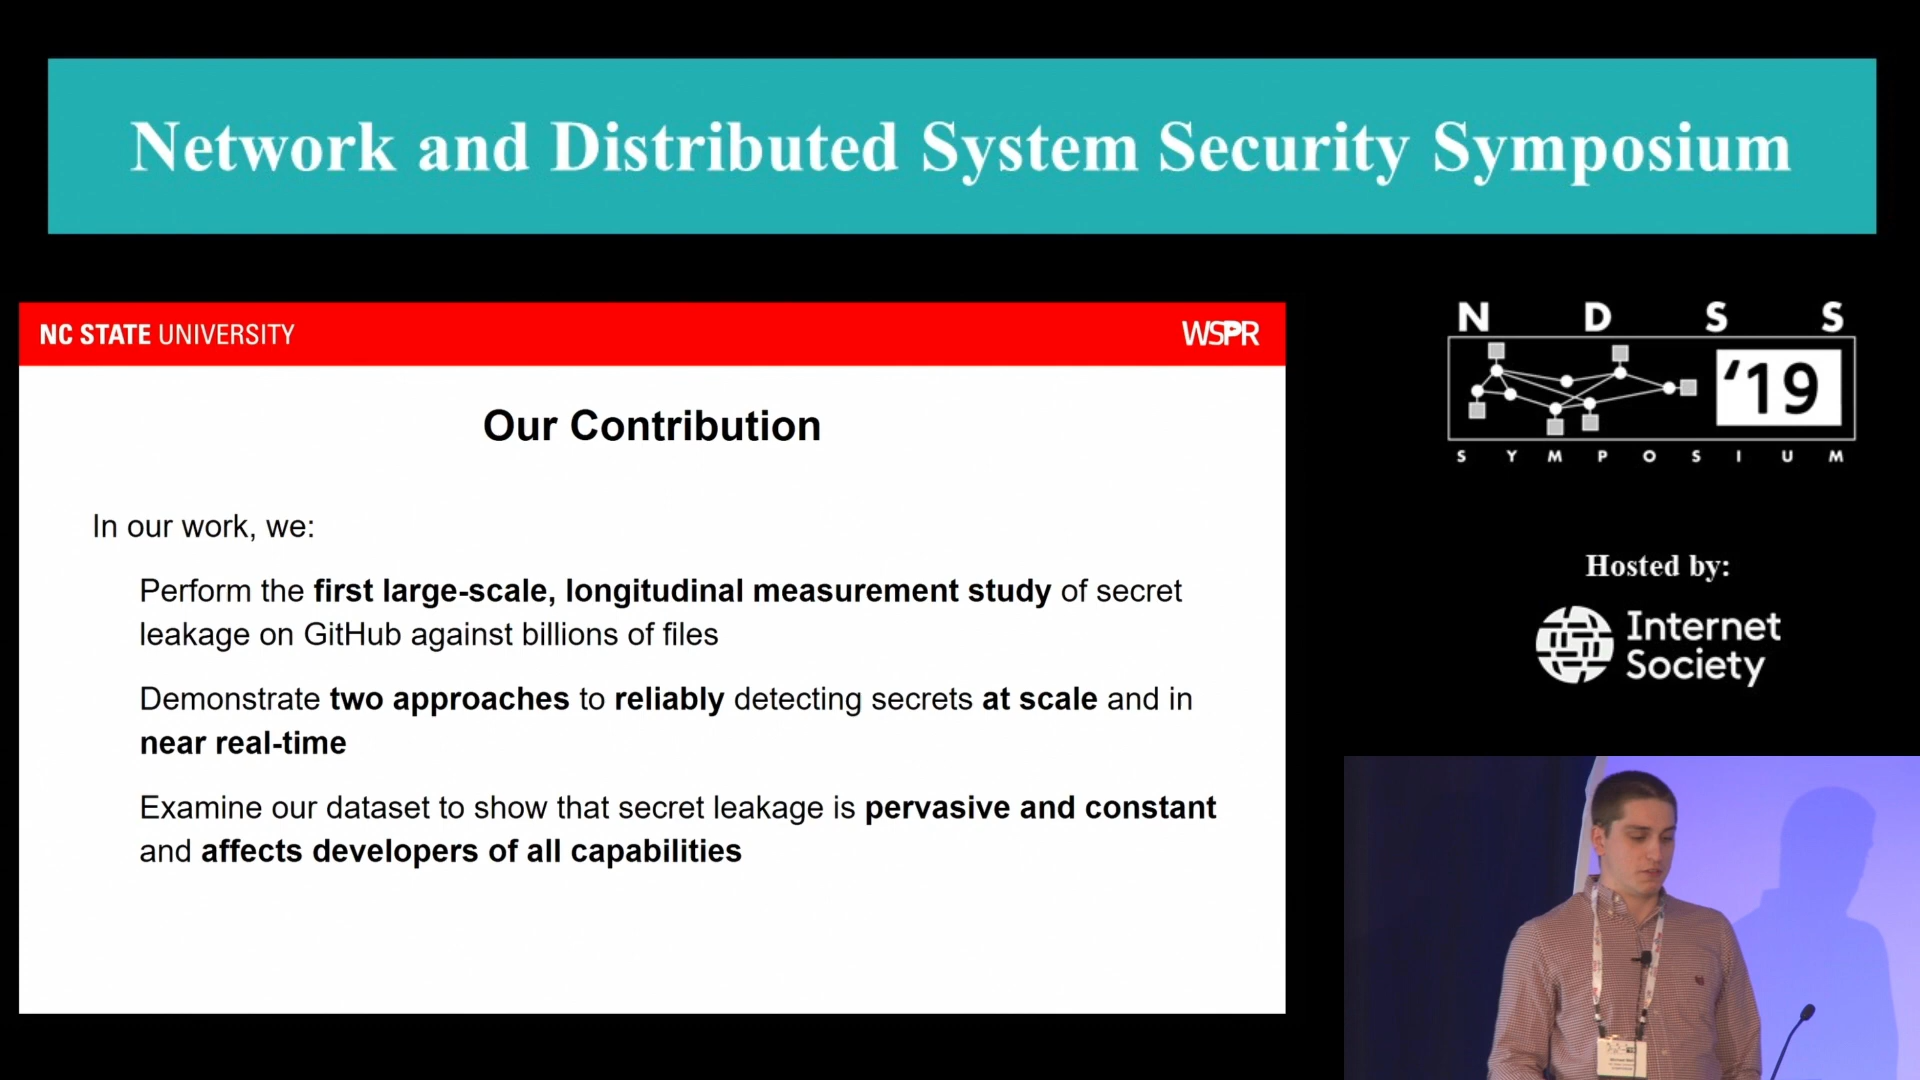 Network and Distributed System Security Symposium
NC STATE UNIVERSITY
WSPR
Our Contribution
In our work, we:
Perform the first large-scale, longitudinal measurement study of secret
leakage on GitHub against billions of files
Demonstrate two approaches to reliably detecting secrets at scale and in
near real-time
Examine our dataset to show that secret leakage is pervasive and constant
and affects developers of all capabilities
N D S S
'19
S Y M P O S I U M
Hosted by:
Internet
Society